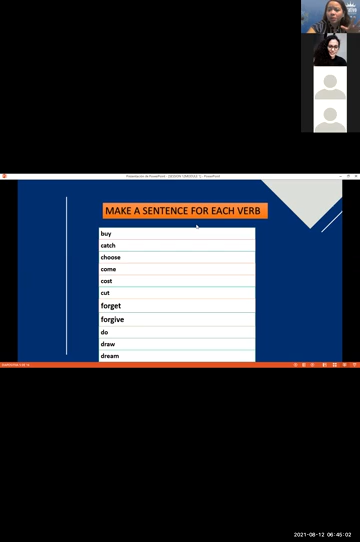 MAKE A SENTENCE FOR EACH VERB
buy
catch
choose
come
cost
cut
forget
forgive
do
draw
dream
2021-08-12 06:45:02